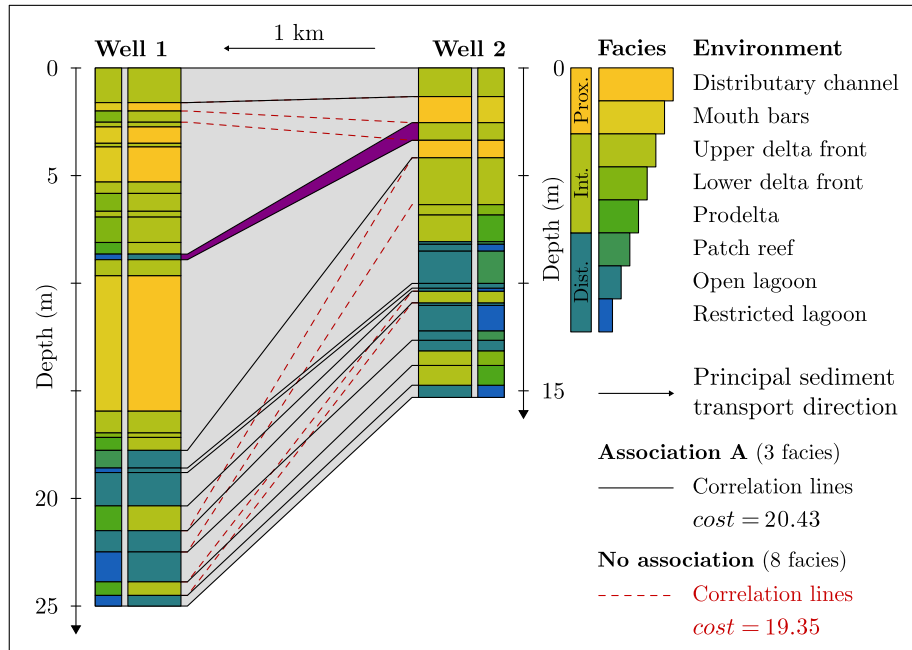 1 km
Well 1
Well 2
Facies
Environment
0
5
20
25
Depth (m)
0
15
Depth (m)
Prox.
Int.
Dist.
Distributary channel
Mouth bars
Upper delta front
Lower delta front
Prodelta
Patch reef
Open lagoon
Restricted lagoon
Principal sediment
transport direction
Association A (3 facies)
Correlation lines
cost = 20.43
No association (8 facies)
Correlation lines
cost = 19.35